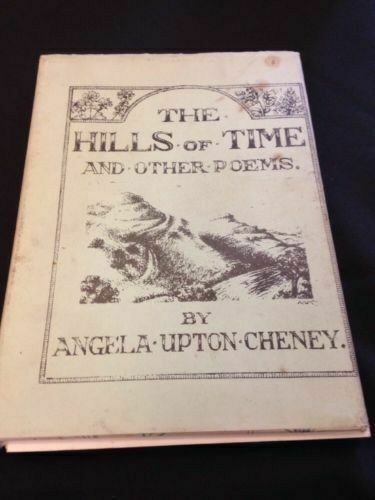 THE
HILLS·OF·TIME
AND·OTHER·POEMS.
BY
ANGELA·UPTON·CHENEY.